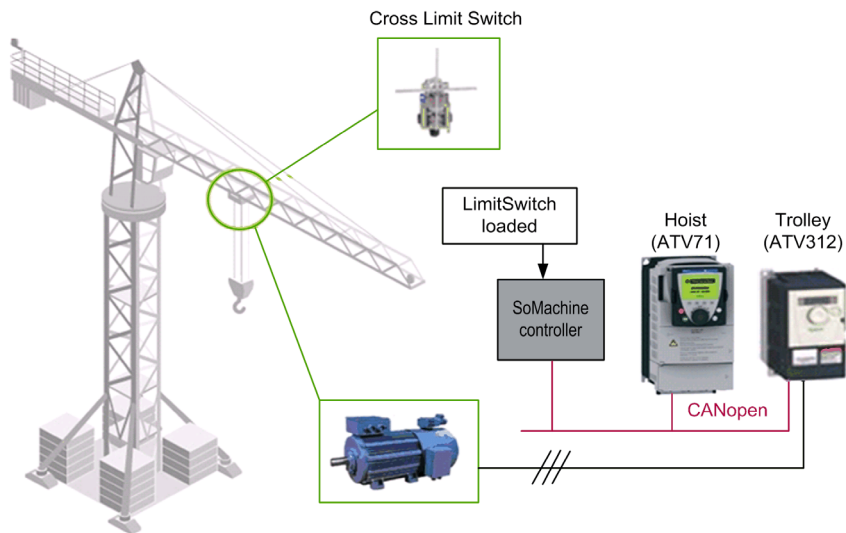 Cross Limit Switch
LimitSwitch
loaded
Hoist
(ATV71)
Trolley
(ATV312)
SoMachine
controller
CANopen